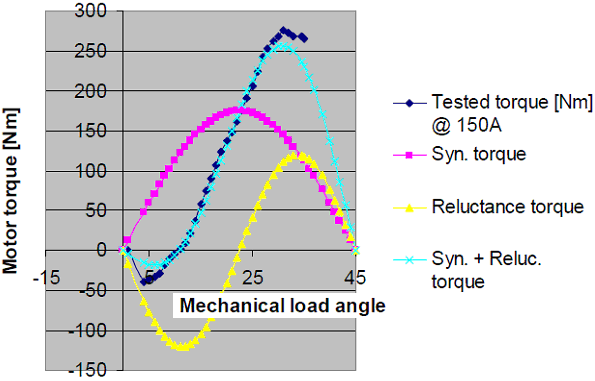 300
250
200
150
100
50
0
-50
-100
-150
-15
5
25
45
Motor torque [Nm]
Mechanical load angle
Tested torque [Nm]
@ 150A
Syn. torque
Reluctance torque
Syn. + Reluc.
torque